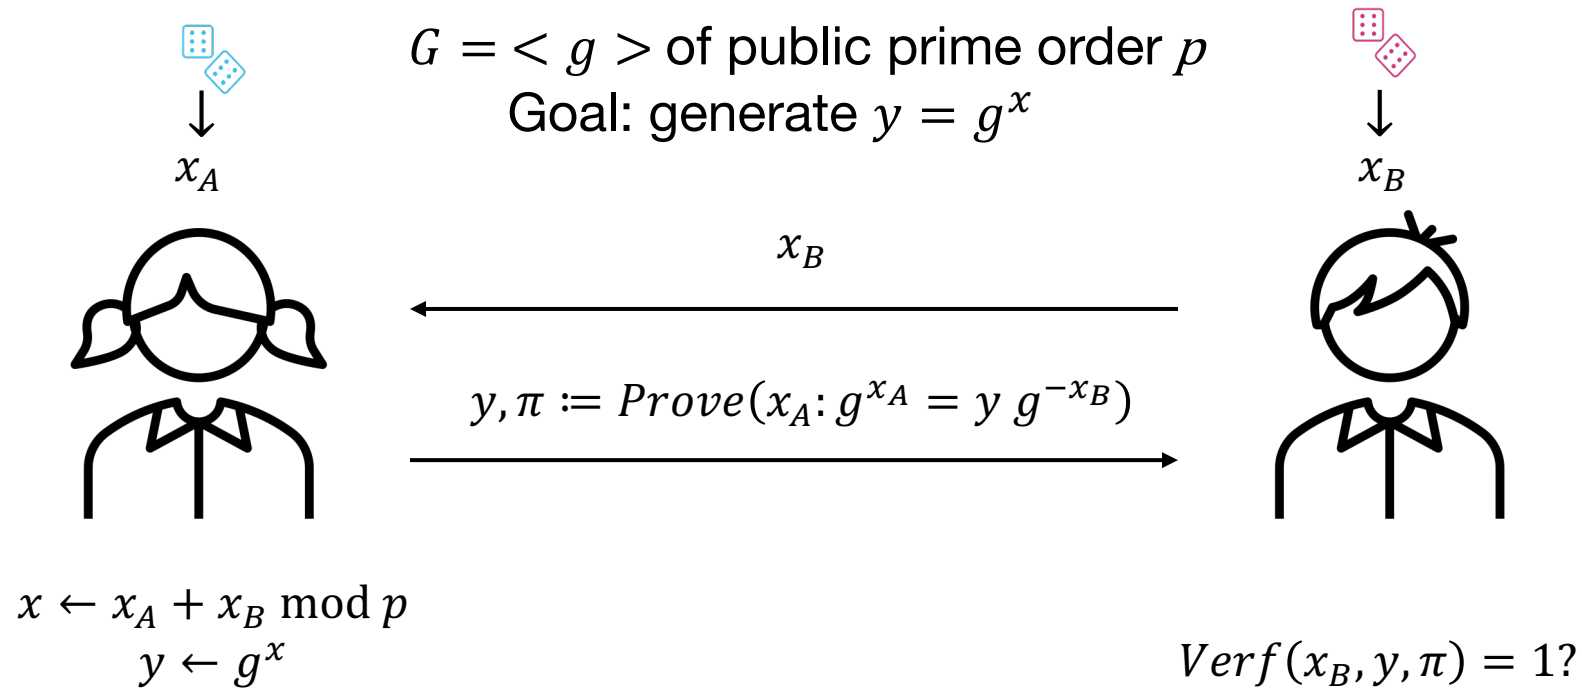 G = < g > of public prime order p
Goal: generate y = g^x
x_A
x_B
x_B
y, π ≔ Prove(x_A: g^{x_A} = y g^{-x_B})
x ← x_A + x_B mod p
y ← g^x
Verf(x_B, y, π) = 1?